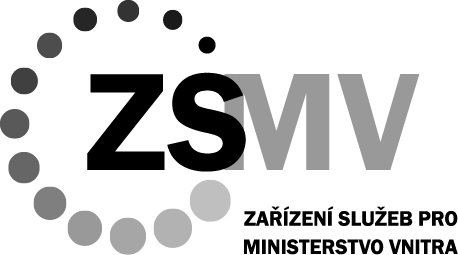 ZSMV
ZAŘÍZENÍ SLUŽEB PRO
MINISTERSTVO VNITRA